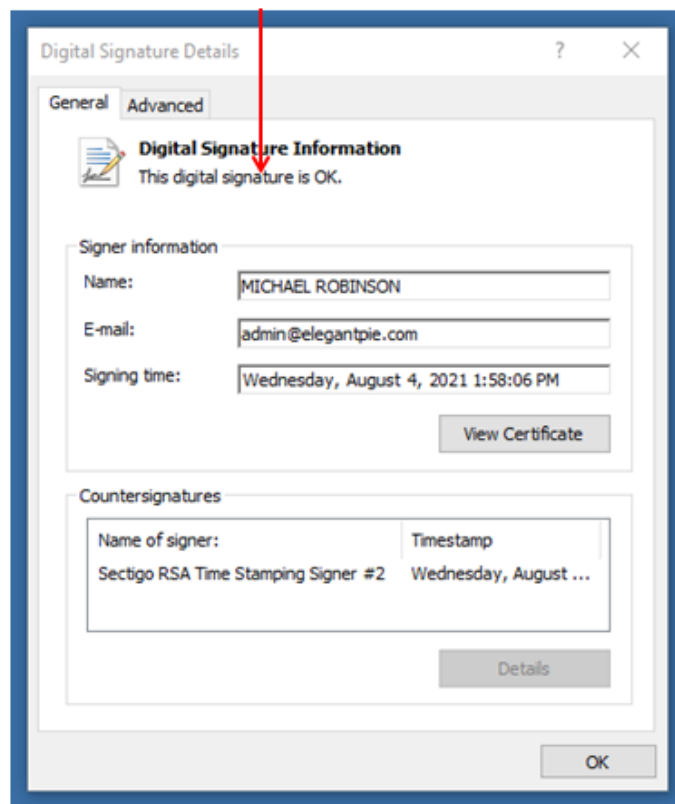 Digital Signature Details
General Advanced
Digital Signature Information
This digital signature is OK.
Signer information
Name: MICHAEL ROBINSON
E-mail: admin@elegantpie.com
Signing time: Wednesday, August 4, 2021 1:58:06 PM
View Certificate
Countersignatures
Name of signer: Timestamp
Sectigo RSA Time Stamping Signer #2 Wednesday, August ...
Details
OK